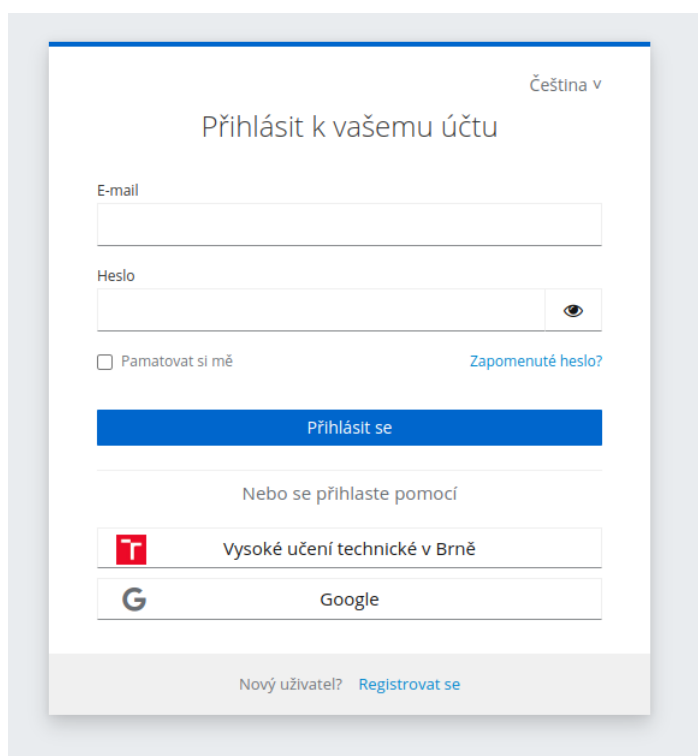 Čeština ˅
Přihlásit k vašemu účtu
E-mail
Heslo
Pamatovat si mě Zapomenuté heslo?
Přihlásit se
Nebo se přihlaste pomocí
Vysoké učení technické v Brně
Google
Nový uživatel? Registrovat se